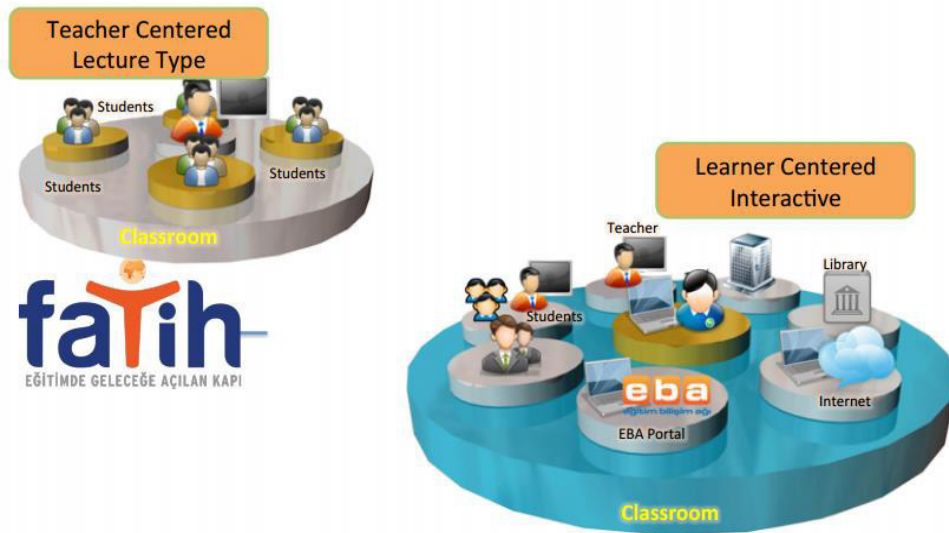 Teacher Centered
Lecture Type
Students
Students
Students
Classroom
fatih
EĞİTİMDE GELECEĞE AÇILAN KAPI
Learner Centered
Interactive
Teacher
Library
Students
Internet
eba
eğitim bilişim ağı
EBA Portal
Classroom